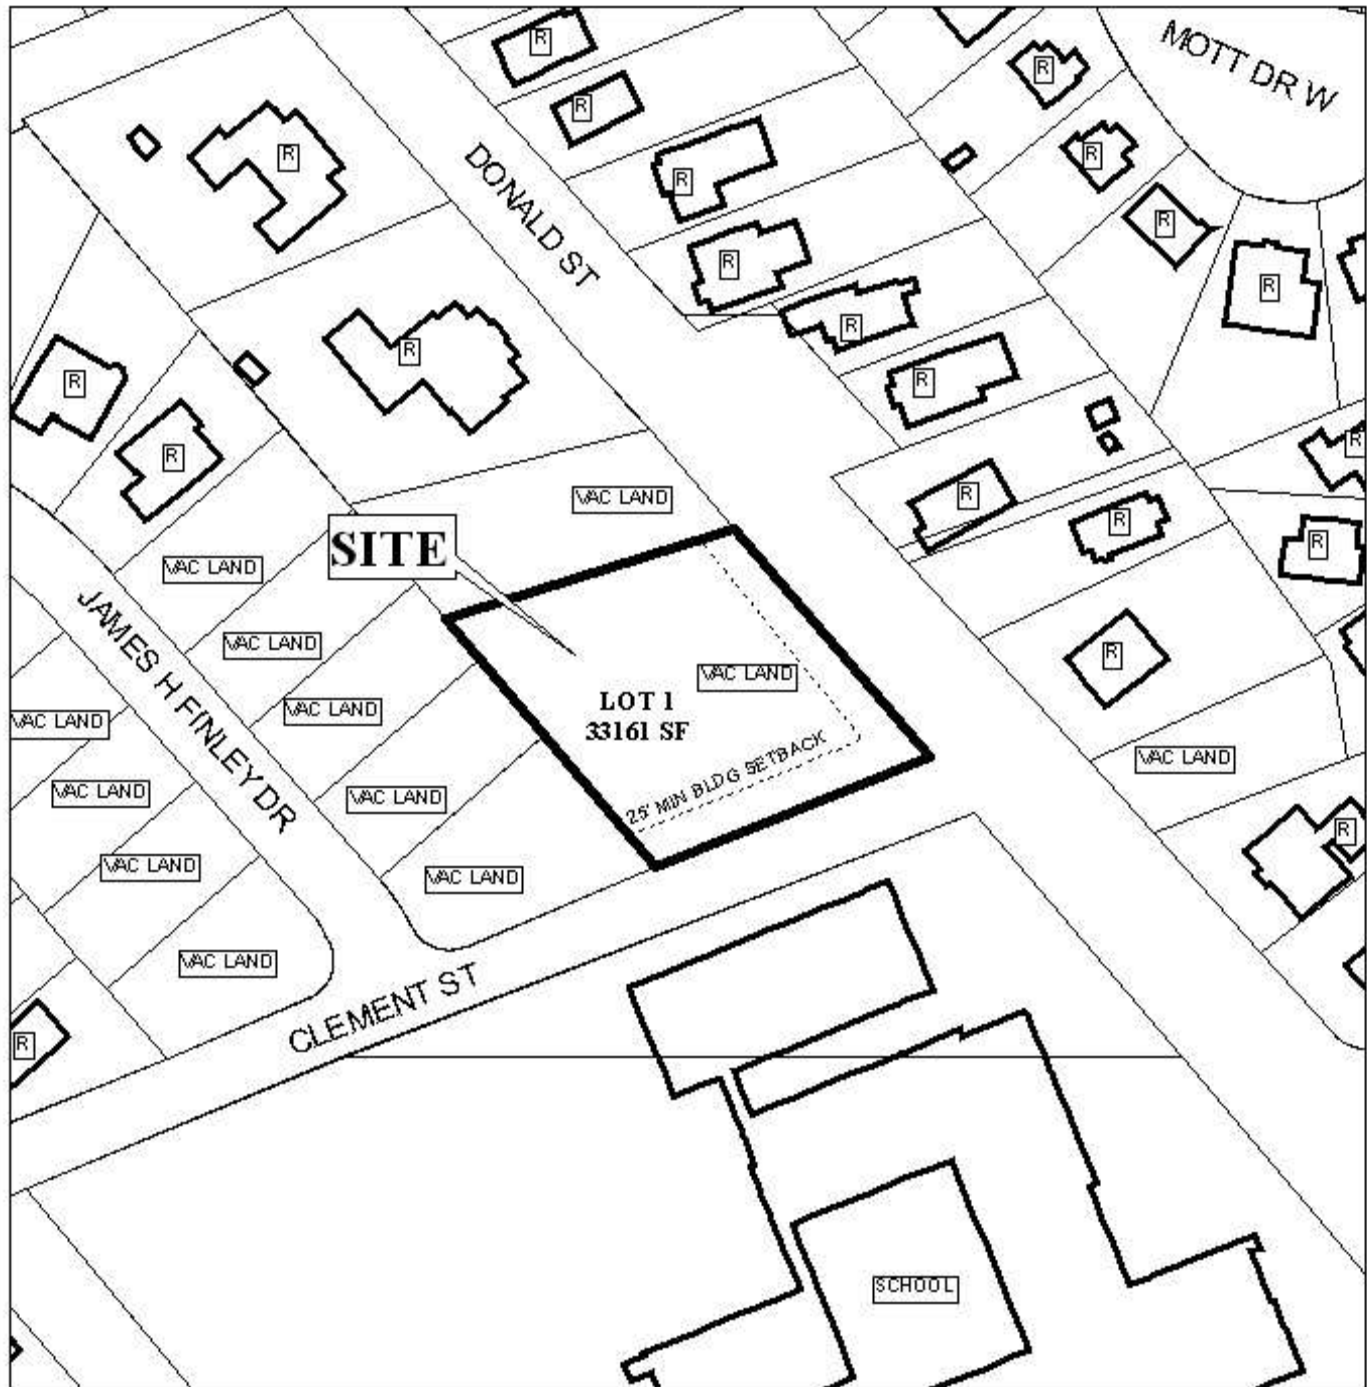 MOTT DR W
R
R
R
R
R
R
DONALD ST
R
R
R
R
R
R
R
R
R
R
R
VAC LAND
R
R
SITE
R
VAC LAND
JAMES H FINLEY DR
VAC LAND
R
VAC LAND
LOT 1
33161 SF
VAC LAND
VAC LAND
25' MIN BLDG SETBACK
VAC LAND
VAC LAND
VAC LAND
R
VAC LAND
VAC LAND
VAC LAND
CLEMENT ST
R
SCHOOL